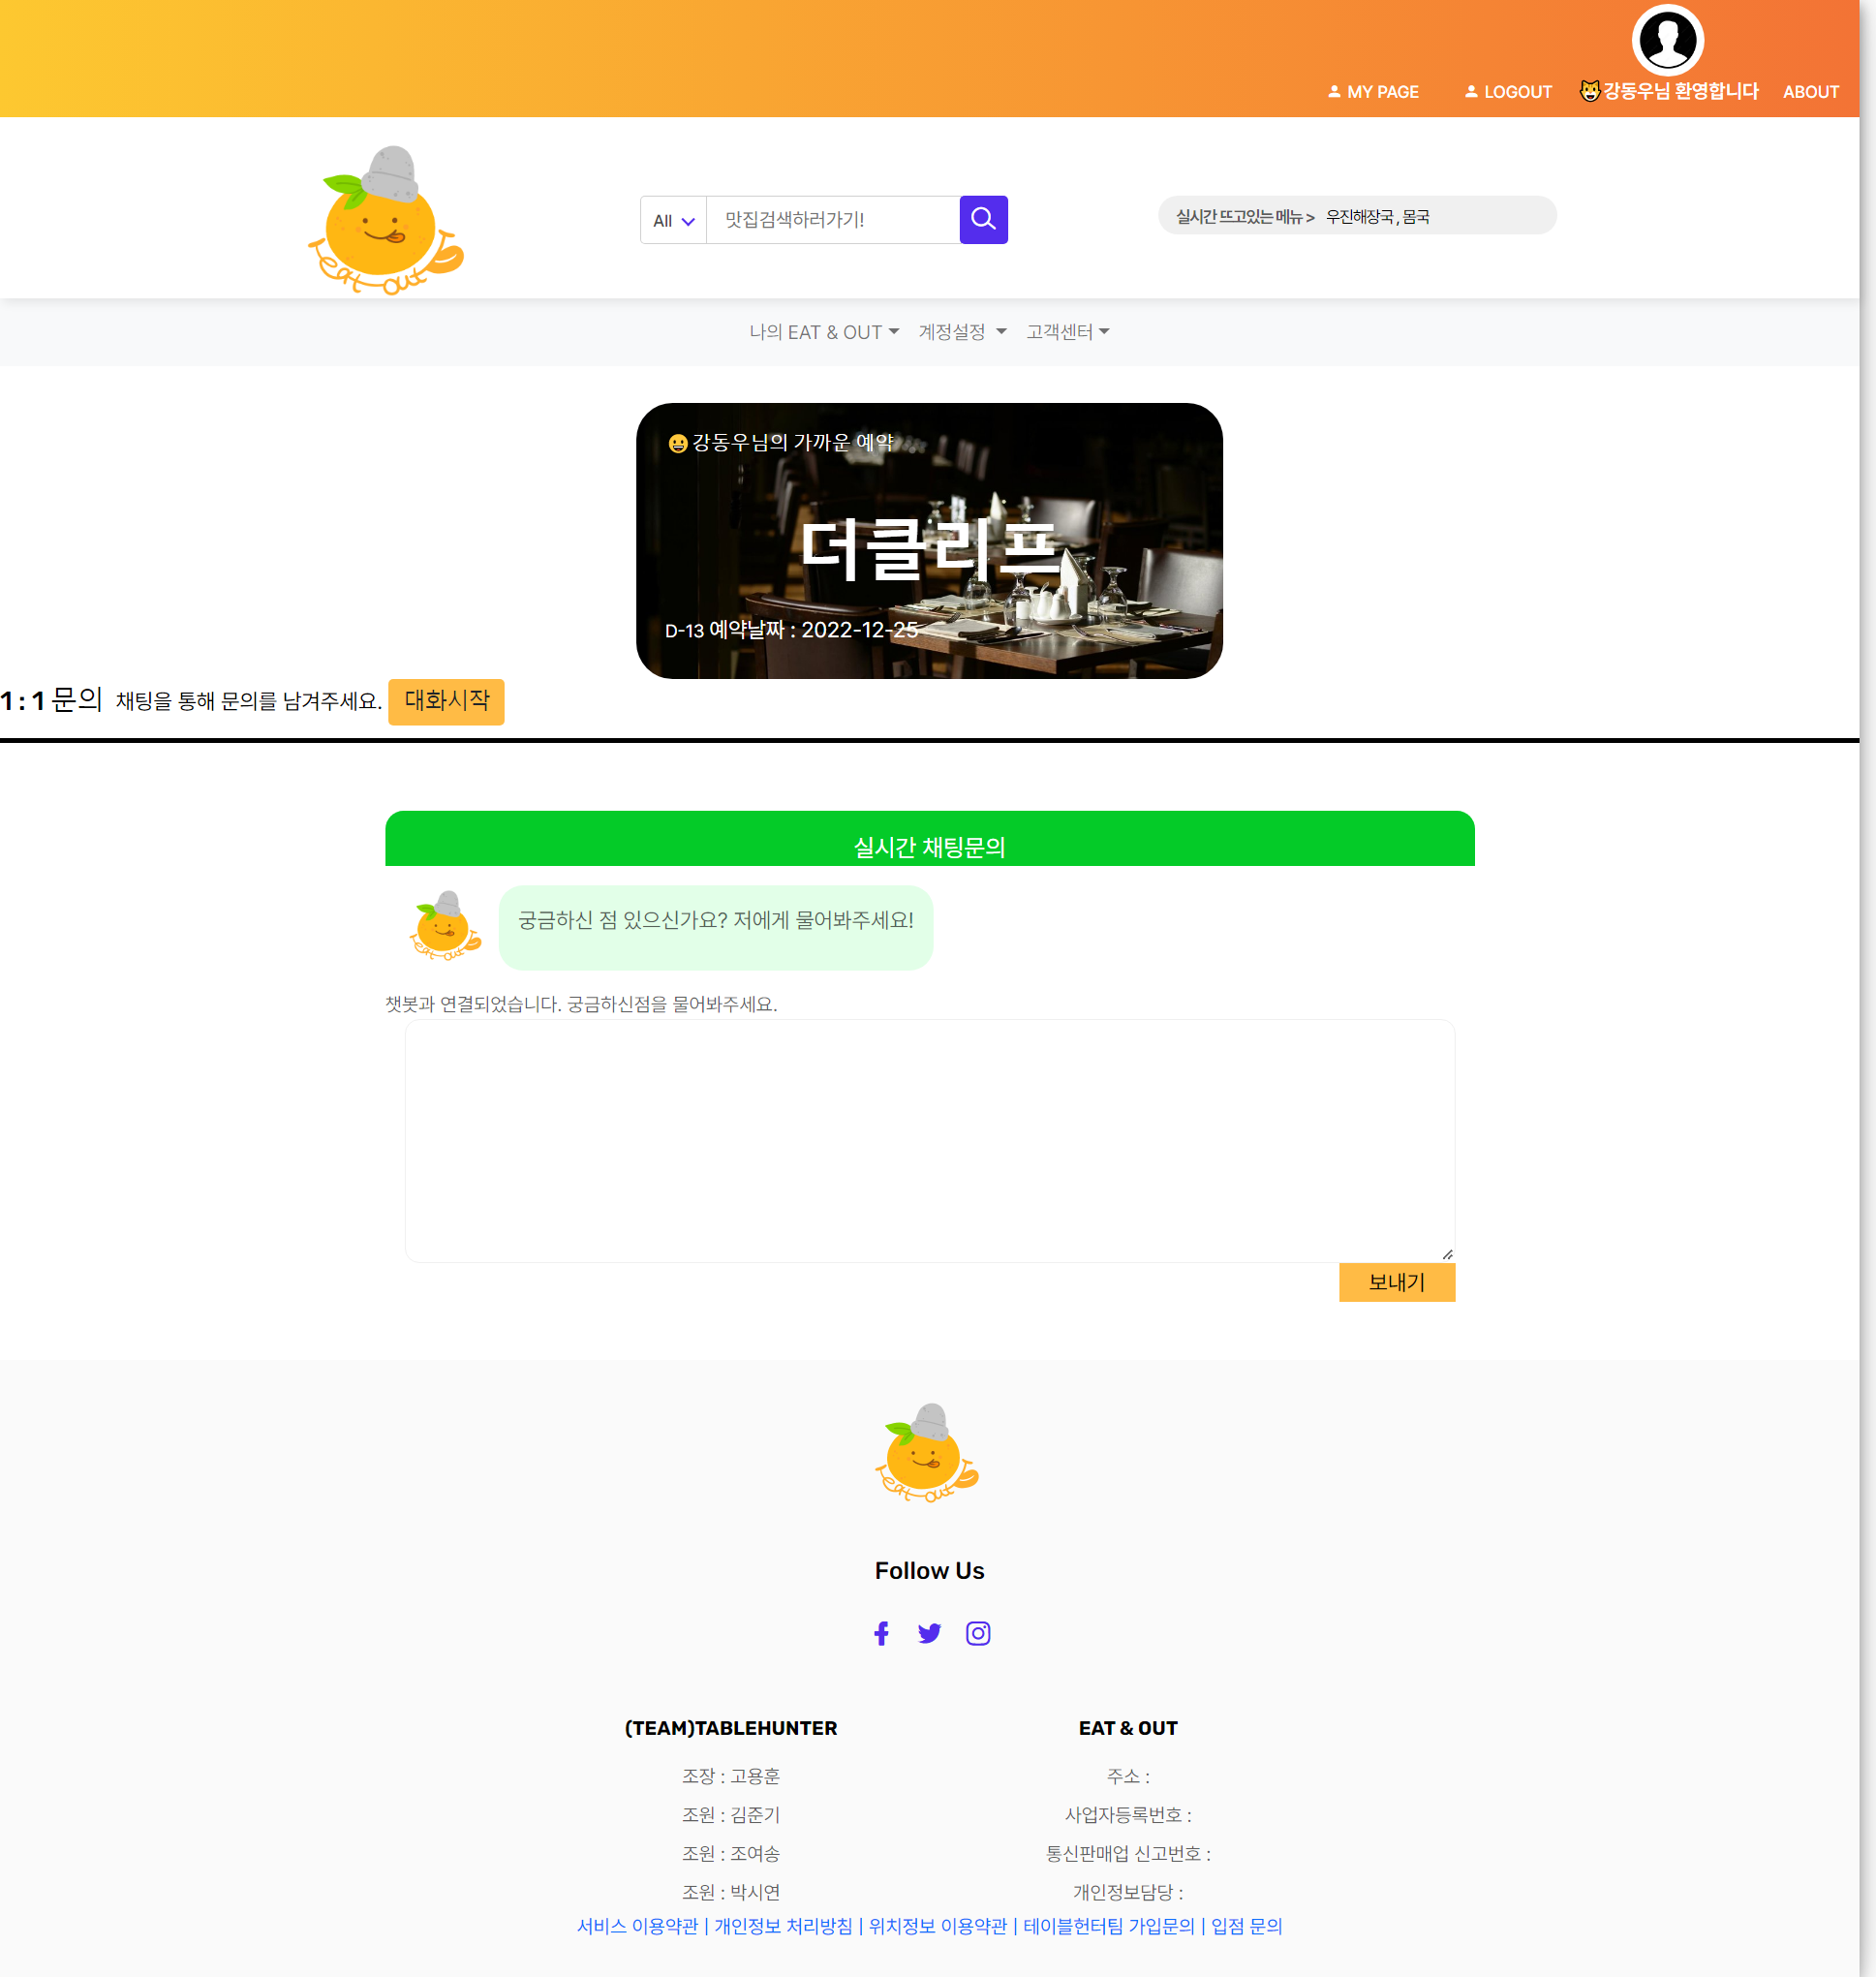 MY PAGE
LOGOUT
강동우님 환영합니다
ABOUT
eat out
All
맛집검색하러가기!
실시간 뜨고있는 메뉴 > 우진해장국 , 몸국
나의 EAT & OUT
계정설정
고객센터
강동우님의 가까운 예약
더클리프
D-13 예약날짜 : 2022-12-25
1 : 1 문의 채팅을 통해 문의를 남겨주세요. 대화시작
실시간 채팅문의
eat out
궁금하신 점 있으신가요? 저에게 물어봐주세요!
챗봇과 연결되었습니다. 궁금하신점을 물어봐주세요.
보내기
eat out
Follow Us
(TEAM)TABLEHUNTER
조장 : 고용훈
조원 : 김준기
조원 : 조여송
조원 : 박시연
EAT & OUT
주소 :
사업자등록번호 :
통신판매업 신고번호 :
개인정보담당 :
서비스 이용약관 | 개인정보 처리방침 | 위치정보 이용약관 | 테이블헌터팀 가입문의 | 입점 문의